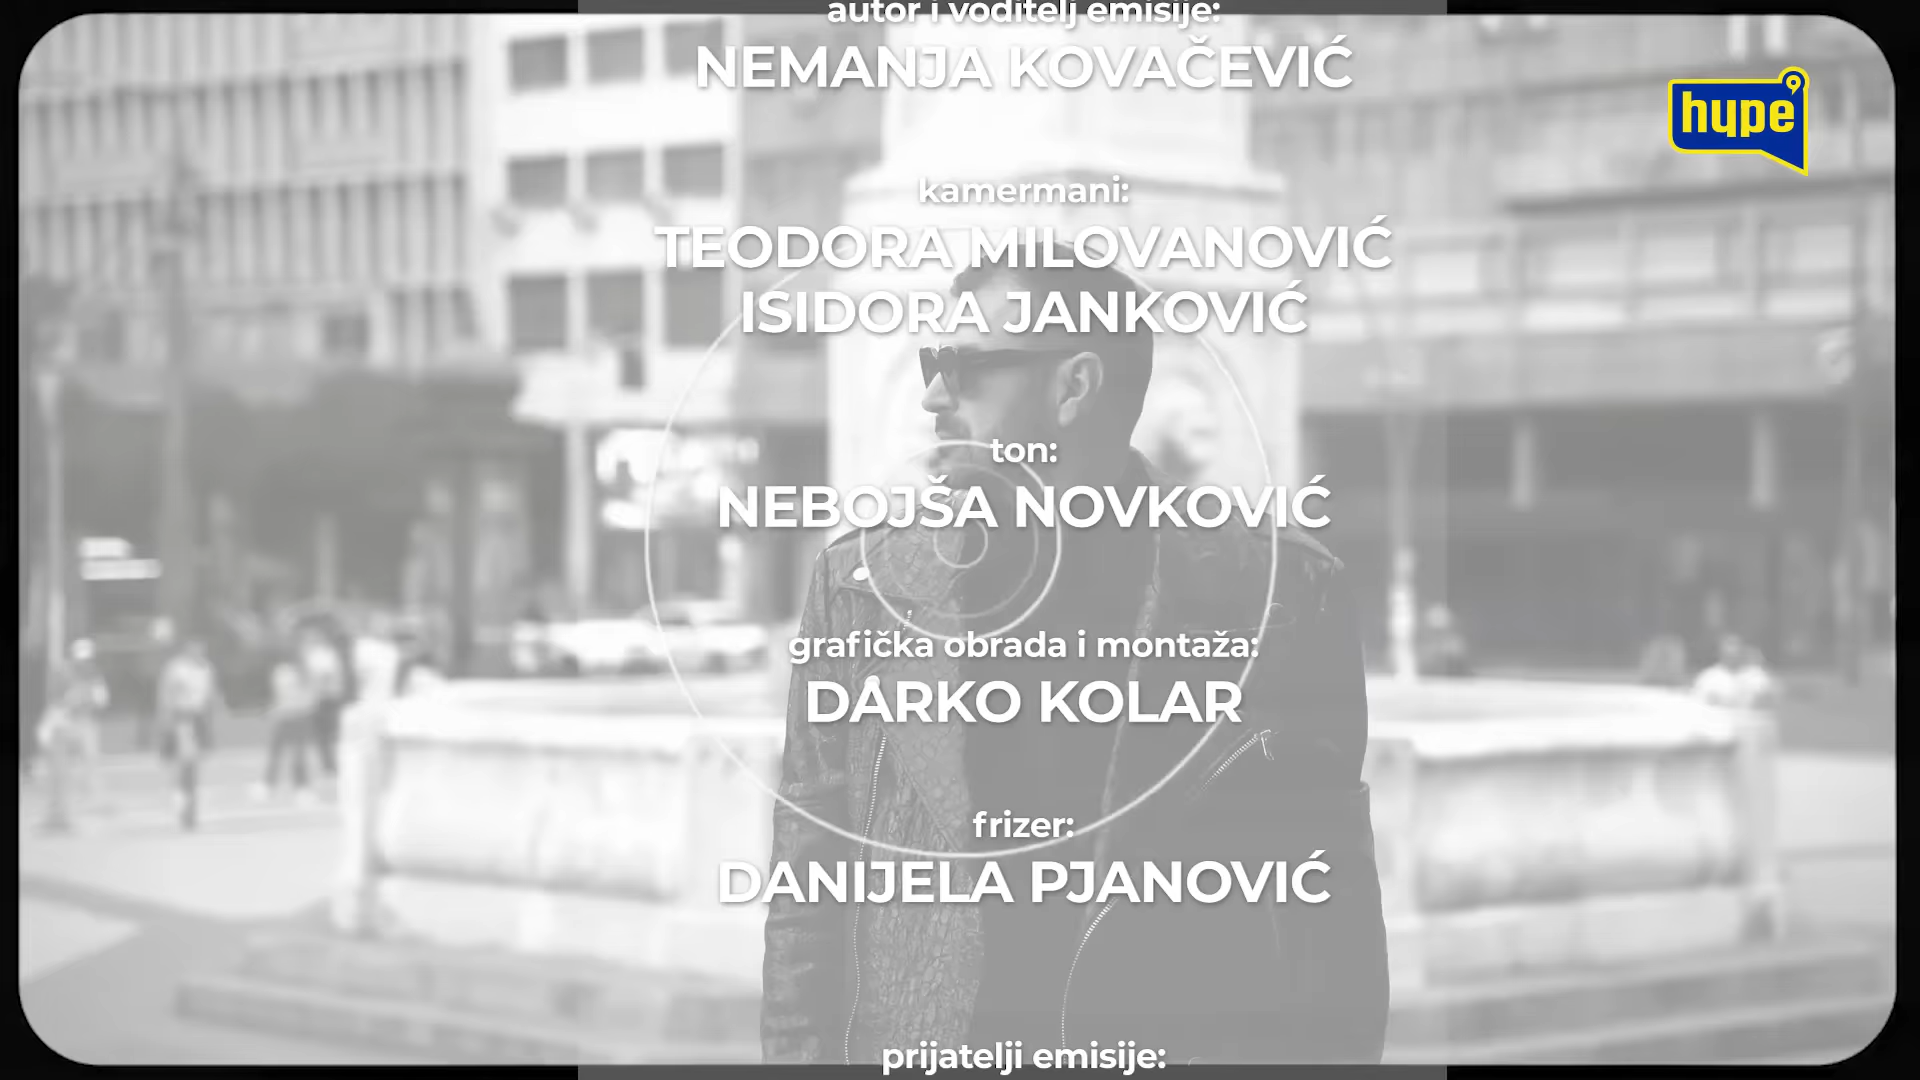 autor i voditelj emisije:
NEMANJA KOVAČEVIĆ
hype
kamermani:
TEODORA MILOVANOVIĆ
ISIDORA JANKOVIĆ
ton:
NEBOJŠA NOVKOVIĆ
grafička obrada i montaža:
DARKO KOLAR
frizer:
DANIJELA PJANOVIĆ
prijatelji emisije: